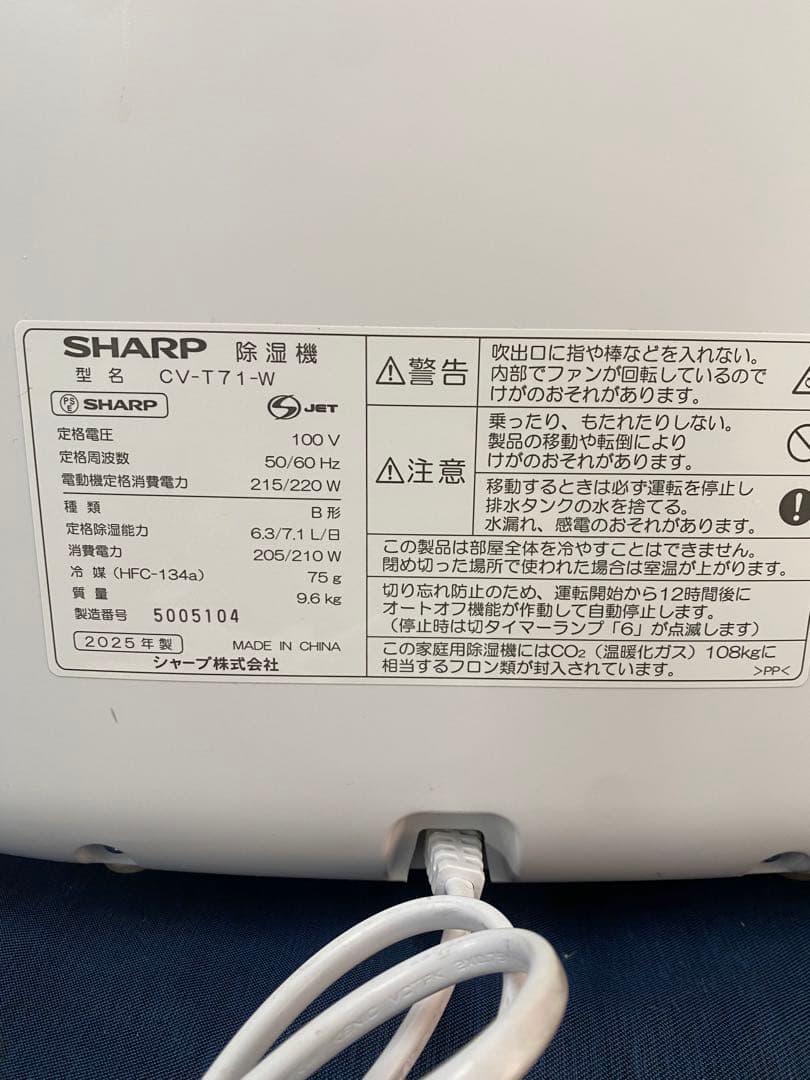 SHARP 除湿機
型名 CV-T71-W
PSE SHARP
S JET
定格電圧 100 V
定格周波数 50/60 Hz
電動機定格消費電力 215/220 W
種類 B形
定格除湿能力 6.3/7.1 L/日
消費電力 205/210 W
冷媒 (HFC-134a) 75 g
質量 9.6 kg
製造番号 5005104
2025年製 MADE IN CHINA
シャープ株式会社
⚠警告
吹出口に指や棒などを入れない。
内部でファンが回転しているので
けがのおそれがあります。
⚠注意
乗ったり、もたれたりしない。
製品の移動や転倒により
けがのおそれがあります。
移動するときは必ず運転を停止し
排水タンクの水を捨てる。
水漏れ、感電のおそれがあります。
この製品は部屋全体を冷やすことはできません。
閉め切った場所で使われた場合は室温が上がります。
切り忘れ防止のため、運転開始から12時間後に
オートオフ機能が作動して自動停止します。
(停止時は切タイマーランプ「6」が点滅します)
この家庭用除湿機にはCO₂(温暖化ガス)108kgに
相当するフロン類が封入されています。 >PP<